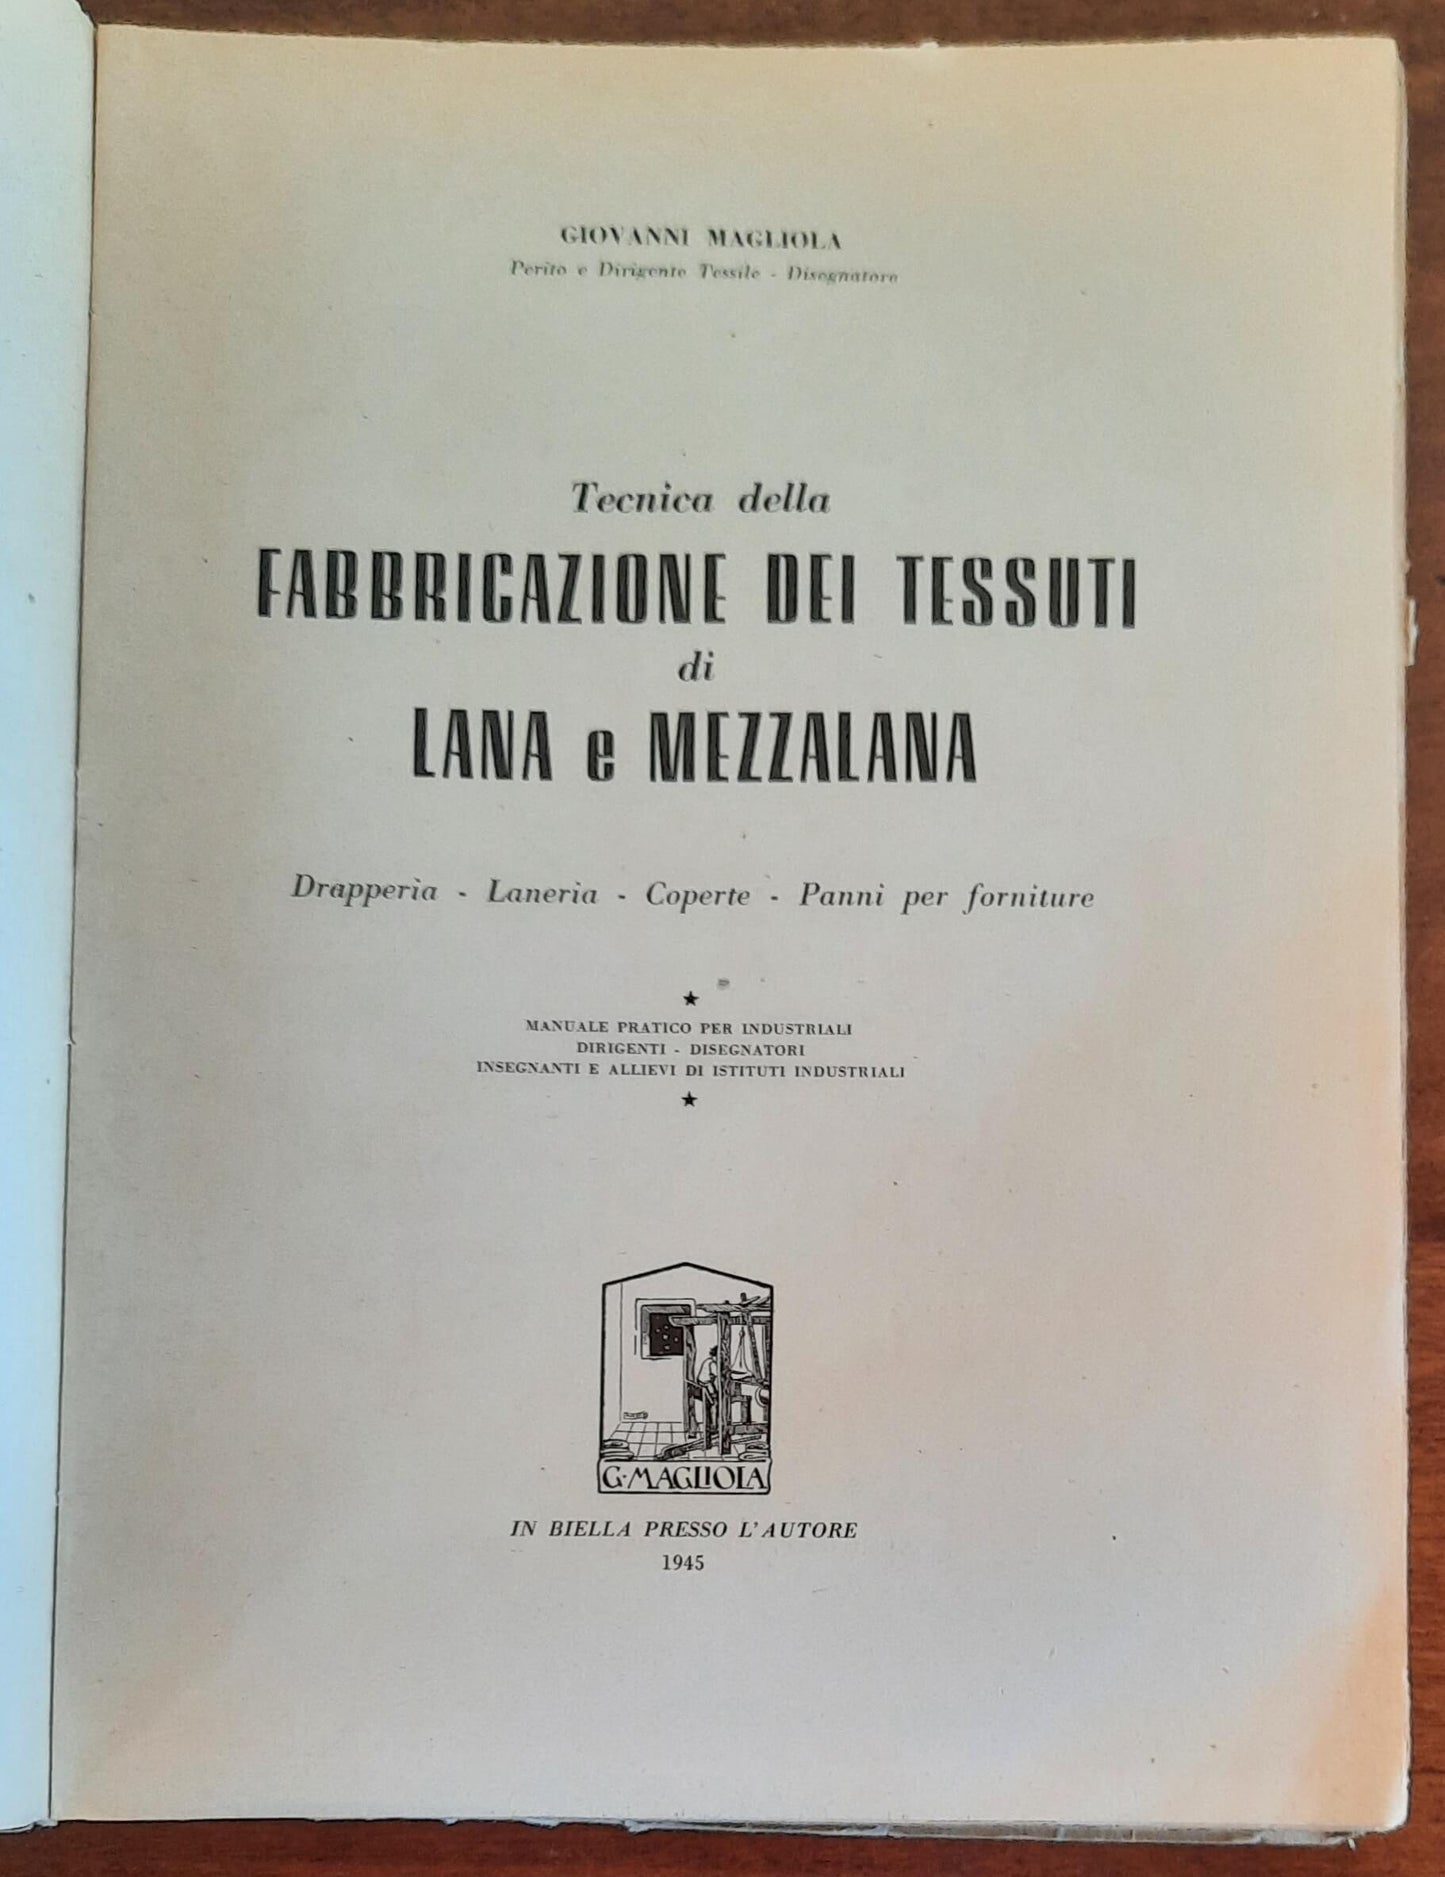 GIOVANNI MAGLIOLA
Perito e Dirigente Tessile - Disegnatore
Tecnica della
FABBRICAZIONE DEI TESSUTI
di
LANA e MEZZALANA
Drapperia - Laneria - Coperte - Panni per forniture
★
MANUALE PRATICO PER INDUSTRIALI
DIRIGENTI - DISEGNATORI
INSEGNANTI E ALLIEVI DI ISTITUTI INDUSTRIALI
★
G·MAGLIOLA
IN BIELLA PRESSO L'AUTORE
1945